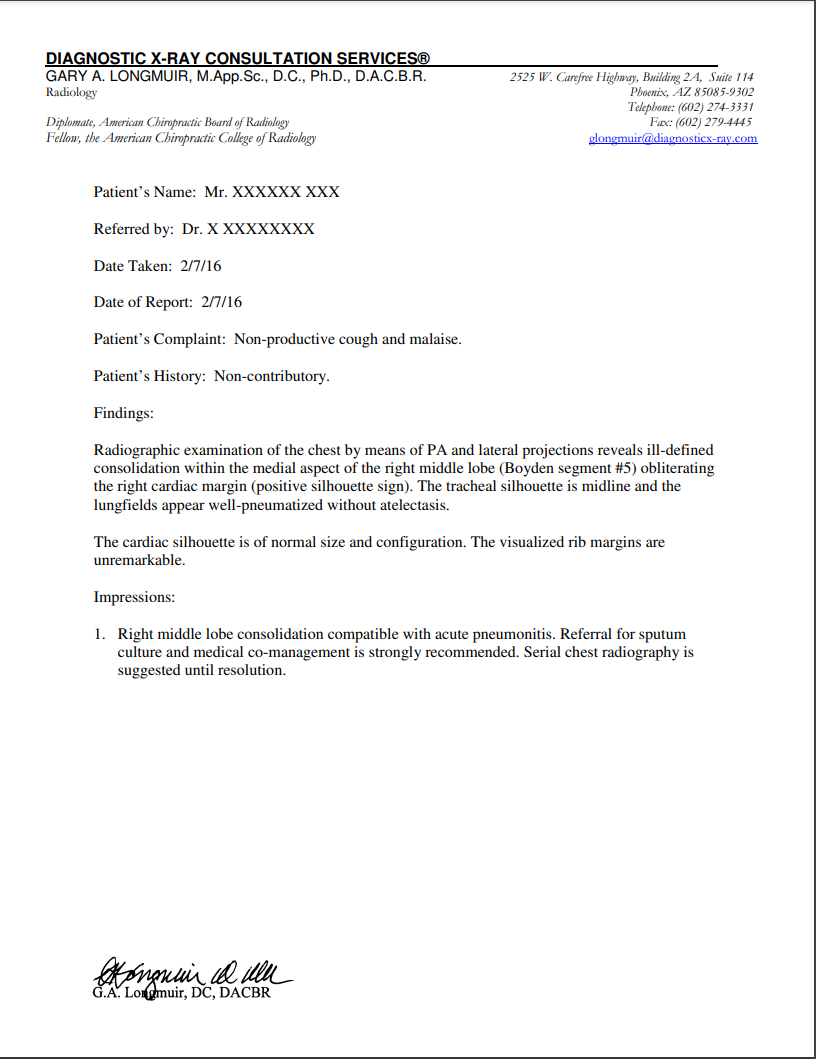 DIAGNOSTIC X-RAY CONSULTATION SERVICES®
GARY A. LONGMUIR, M.App.Sc., D.C., Ph.D., D.A.C.B.R.
Radiology
Diplomate, American Chiropractic Board of Radiology
Fellow, the American Chiropractic College of Radiology
2525 W. Carefree Highway, Building 2A, Suite 114
Phoenix, AZ 85085-9302
Telephone: (602) 274-3331
Fax: (602) 279-4445
glongmuir@diagnosticx-ray.com
Patient's Name: Mr. XXXXXX XXX
Referred by: Dr. X XXXXXXXX
Date Taken: 2/7/16
Date of Report: 2/7/16
Patient's Complaint: Non-productive cough and malaise.
Patient's History: Non-contributory.
Findings:
Radiographic examination of the chest by means of PA and lateral projections reveals ill-defined
consolidation within the medial aspect of the right middle lobe (Boyden segment #5) obliterating
the right cardiac margin (positive silhouette sign). The tracheal silhouette is midline and the
lungfields appear well-pneumatized without atelectasis.
The cardiac silhouette is of normal size and configuration. The visualized rib margins are
unremarkable.
Impressions:
1. Right middle lobe consolidation compatible with acute pneumonitis. Referral for sputum
culture and medical co-management is strongly recommended. Serial chest radiography is
suggested until resolution.
G.A. Longmuir, DC, DACBR